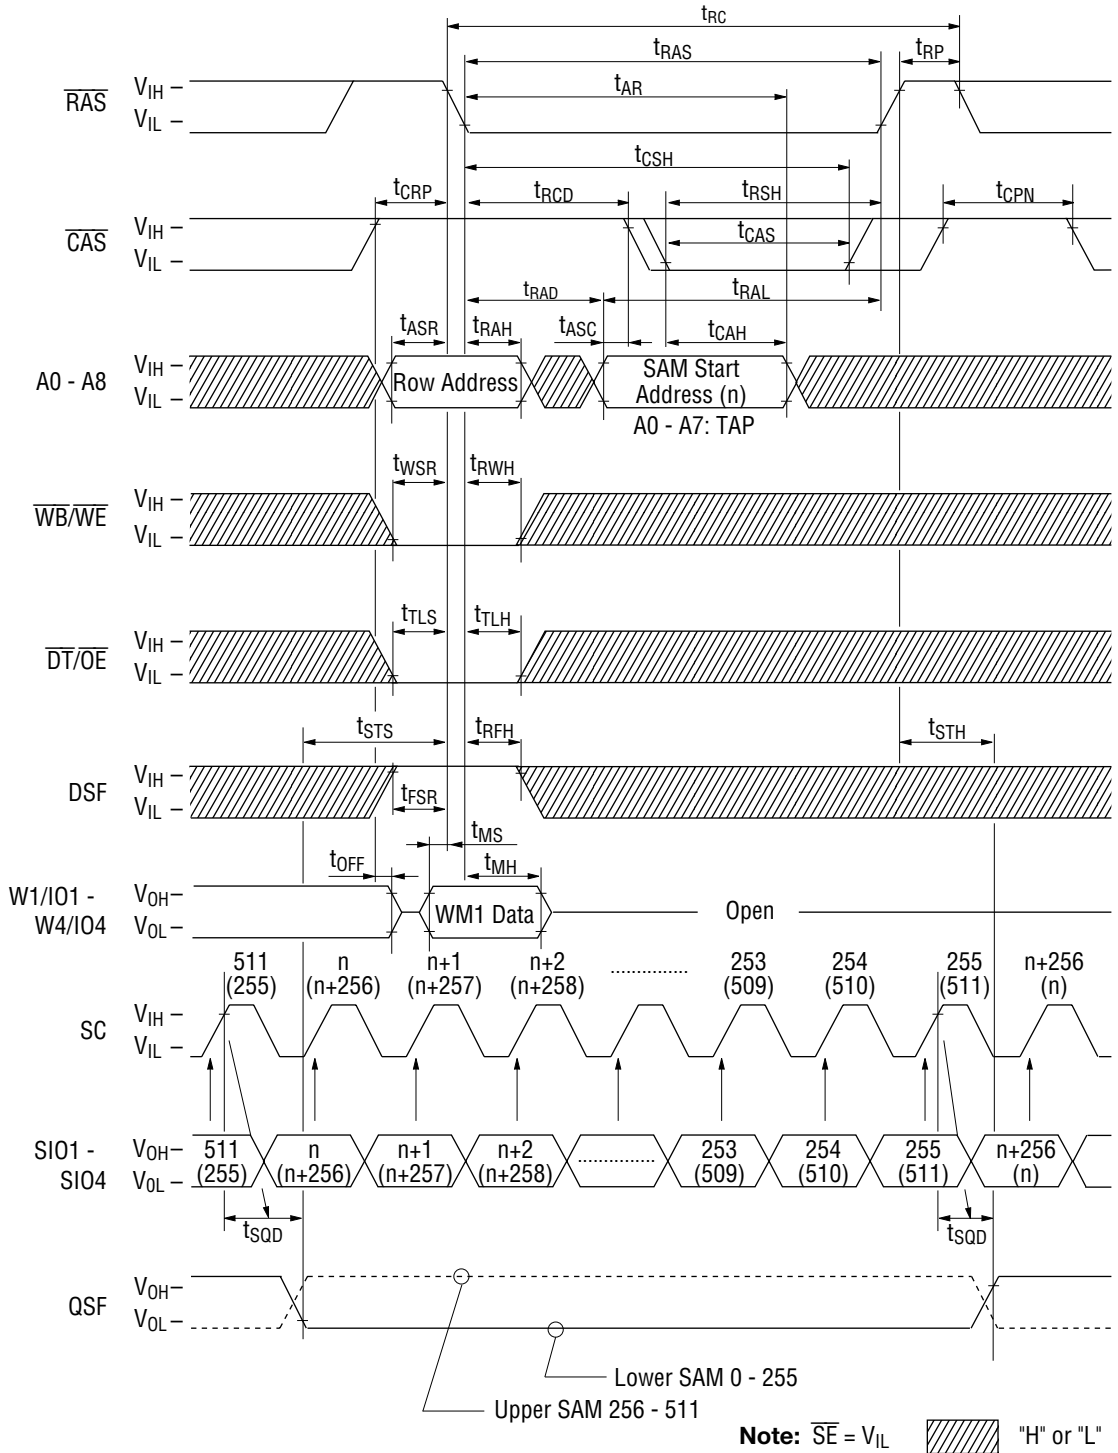 tRC
tRAS
tRP
RAS
VIH
VIL
tAR
tCSH
tCRP
tRCD
tRSH
tCPN
CAS
VIH
VIL
tCAS
tRAD
tRAL
tASR
tRAH
tASC
tCAH
A0 - A8
VIH
VIL
Row Address
SAM Start
Address (n)
A0 - A7: TAP
tWSR
tRWH
WB/WE
VIH
VIL
tTLS
tTLH
DT/OE
VIH
VIL
tSTS
tRFH
tSTH
DSF
VIH
VIL
tFSR
tMS
tOFF
tMH
W1/IO1 -
W4/IO4
VOH
VOL
WM1 Data
Open
511
(255)
n
(n+256)
n+1
(n+257)
n+2
(n+258)
..............
253
(509)
254
(510)
255
(511)
n+256
(n)
SC
VIH
VIL
SIO1 -
SIO4
VOH
VOL
511
(255)
n
(n+256)
n+1
(n+257)
n+2
(n+258)
..............
253
(509)
254
(510)
255
(511)
n+256
(n)
tSQD
tSQD
QSF
VOH
VOL
Lower SAM 0 - 255
Upper SAM 256 - 511
Note: SE = VIL
"H" or "L"